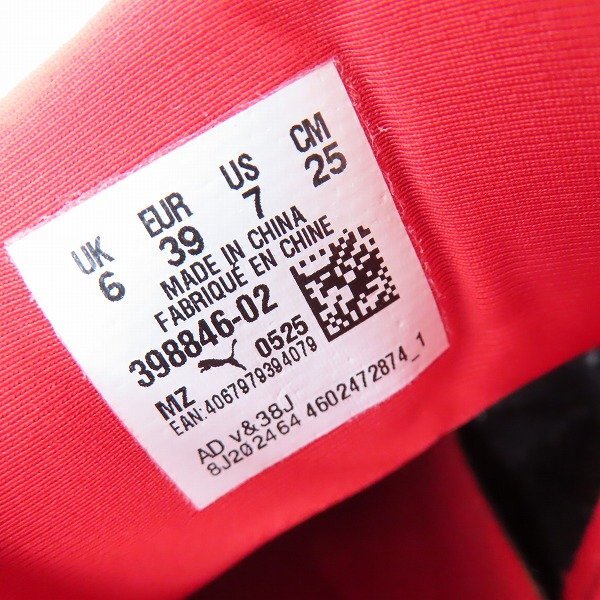 UK EUR US CM
6 39 7 25
MADE IN CHINA
FABRIQUE EN CHINE
398846-02
MZ 0525
EAN:4067979394079
AD v&38J
8J202464 4602472874_1